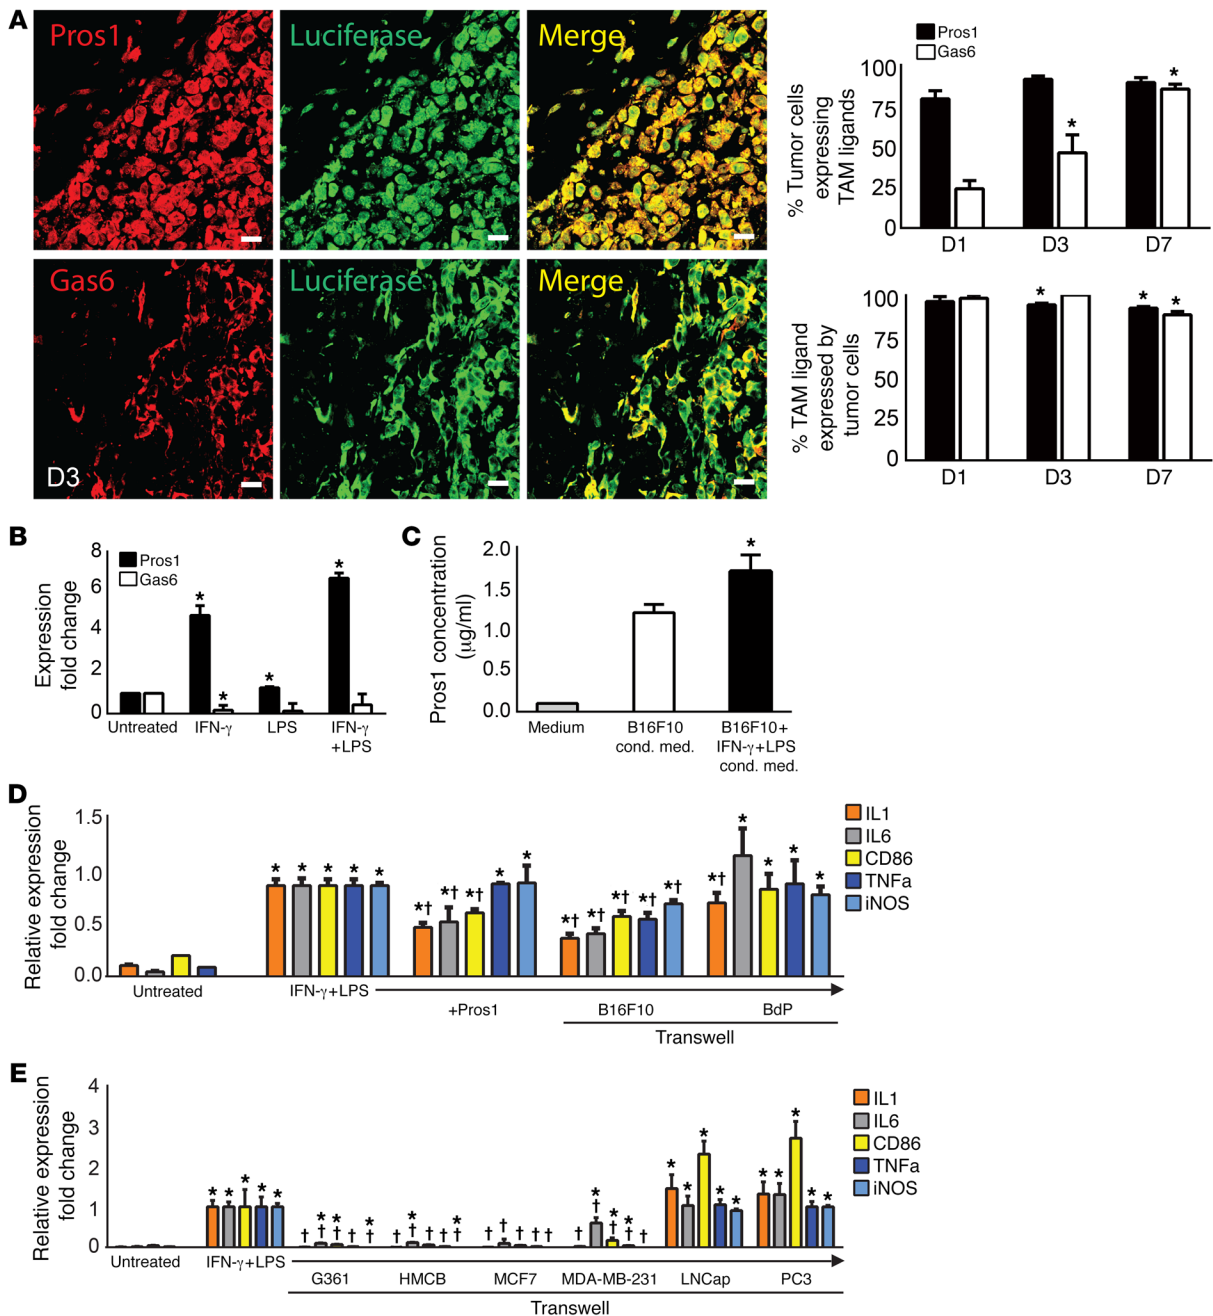 A
Pros1
Luciferase
Merge
Gas6
Luciferase
Merge
D3
Pros1
Gas6
% Tumor cells
expressing
TAM ligands
100
75
50
25
0
D1
D3
D7
*
*
% TAM ligand
expressed by
tumor cells
100
75
50
25
0
D1
D3
D7
*
*
*
B
Expression
fold change
8
6
4
2
0
Pros1
Gas6
*
*
*
*
Untreated
IFN-γ
LPS
IFN-γ
+LPS
C
Pros1 concentration
(μg/ml)
2.0
1.5
1.0
0.5
0.0
*
Medium
B16F10
cond. med.
B16F10+
IFN-γ+LPS
cond. med.
D
Relative expression
fold change
1.5
1.0
0.5
0.0
* * * * *
*† *† *† * *
*† *† *† *† *†
*† * * * *
IL1
IL6
CD86
TNFa
iNOS
Untreated
IFN-γ+LPS
+Pros1
B16F10
BdP
Transwell
E
Relative expression
fold change
4
3
2
1
0
* * * * *
* * *
† † † † †
* *
† † † † †
† † † † †
* * *
† † † † †
* * * * *
* * * * *
IL1
IL6
CD86
TNFa
iNOS
Untreated
IFN-γ+LPS
G361
HMCB
MCF7
MDA-MB-231
LNCap
PC3
Transwell